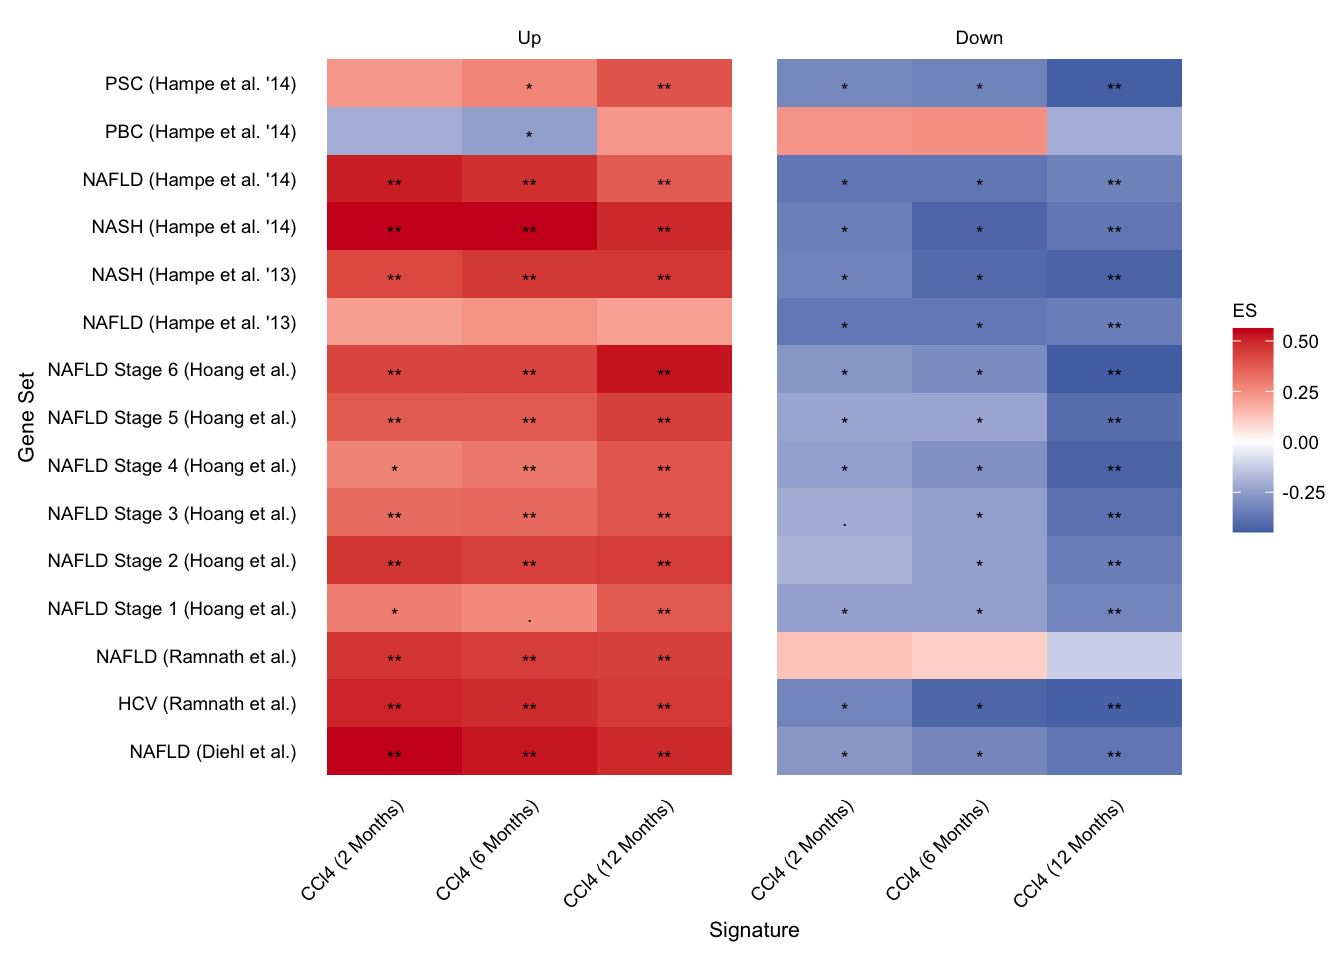 Up Down
PSC (Hampe et al. '14) * ** * * **
PBC (Hampe et al. '14) *
NAFLD (Hampe et al. '14) ** ** ** * * **
NASH (Hampe et al. '14) ** ** ** * * **
NASH (Hampe et al. '13) ** ** ** * * **
NAFLD (Hampe et al. '13) * * **
NAFLD Stage 6 (Hoang et al.) ** ** ** * * **
NAFLD Stage 5 (Hoang et al.) ** ** ** * * **
NAFLD Stage 4 (Hoang et al.) * ** ** * * **
NAFLD Stage 3 (Hoang et al.) ** ** ** . * **
NAFLD Stage 2 (Hoang et al.) ** ** ** * **
NAFLD Stage 1 (Hoang et al.) * . ** * * **
NAFLD (Ramnath et al.) ** ** **
HCV (Ramnath et al.) ** ** ** * * **
NAFLD (Diehl et al.) ** ** ** * * **
Gene Set
CCl4 (2 Months)
CCl4 (6 Months)
CCl4 (12 Months)
CCl4 (2 Months)
CCl4 (6 Months)
CCl4 (12 Months)
Signature
ES
0.50
0.25
0.00
-0.25